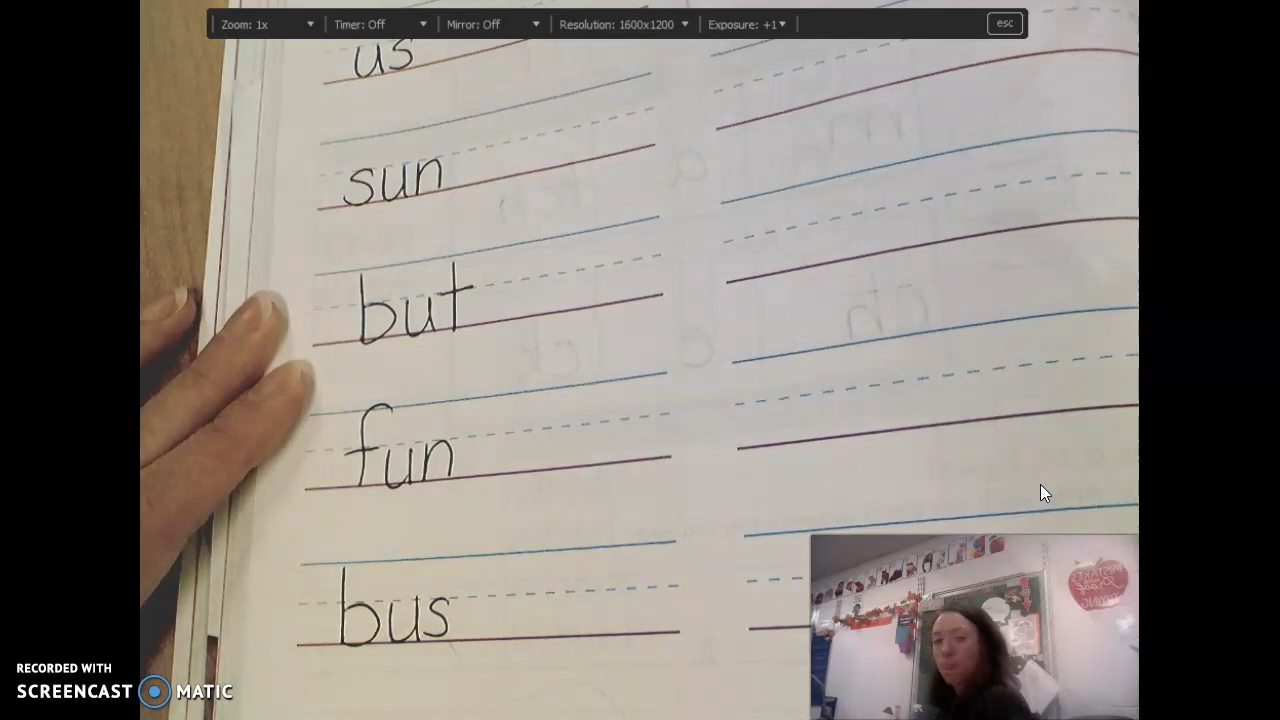 Zoom: 1x Timer: Off Mirror: Off Resolution: 1600x1200 Exposure: +1 esc
us
sun
but
fun
bus
RECORDED WITH
SCREENCAST MATIC